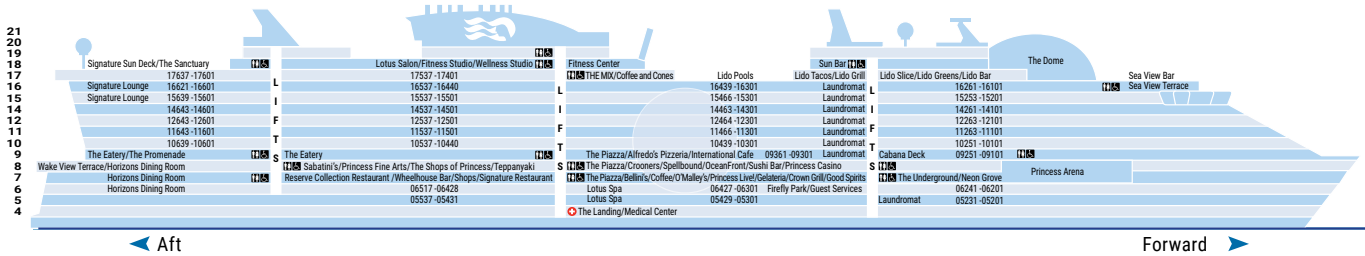 21
20
19
18 Signature Sun Deck/The Sanctuary Lotus Salon/Fitness Studio/Wellness Studio Fitness Center Sun Bar The Dome
17 17637 -17601 17537 -17401 THE MIX/Coffee and Cones Lido Pools Lido Tacos/Lido Grill Lido Slice/Lido Greens/Lido Bar Sea View Bar
16 Signature Lounge 16621 -16601 16537 -16440 16439 -16301 Laundromat 16261 -16101 Sea View Terrace
15 Signature Lounge 15639 -15601 15537 -15501 15466 -15301 Laundromat 15253 -15201
14 14643 -14601 14537 -14501 14463 -14301 Laundromat 14261 -14101
12 12643 -12601 12537 -12501 12464 -12301 Laundromat 12263 -12101
11 11643 -11601 11537 -11501 11466 -11301 Laundromat 11263 -11101
10 10639 -10601 10537 -10440 10439 -10301 Laundromat 10251 -10101
9 The Eatery/The Promenade The Eatery The Piazza/Alfredo's Pizzeria/International Cafe 09361 -09301 Laundromat Cabana Deck 09251 -09101
8 Wake View Terrace/Horizons Dining Room Sabatini's/Princess Fine Arts/The Shops of Princess/Teppanyaki The Piazza/Crooners/Spellbound/OceanFront/Sushi Bar/Princess Casino Princess Arena
7 Horizons Dining Room Reserve Collection Restaurant /Wheelhouse Bar/Shops/Signature Restaurant The Piazza/Bellini's/Coffee/O'Malley's/Princess Live!/Gelateria/Crown Grill/Good Spirits The Underground/Neon Grove
6 Horizons Dining Room 06517 -06428 Lotus Spa 06427 -06301 Firefly Park/Guest Services 06241 -06201
5 05537 -05431 Lotus Spa 05429 -05301 Laundromat 05231 -05201
4 The Landing/Medical Center
LIFTS
LIFTS
LIFTS
Aft Forward